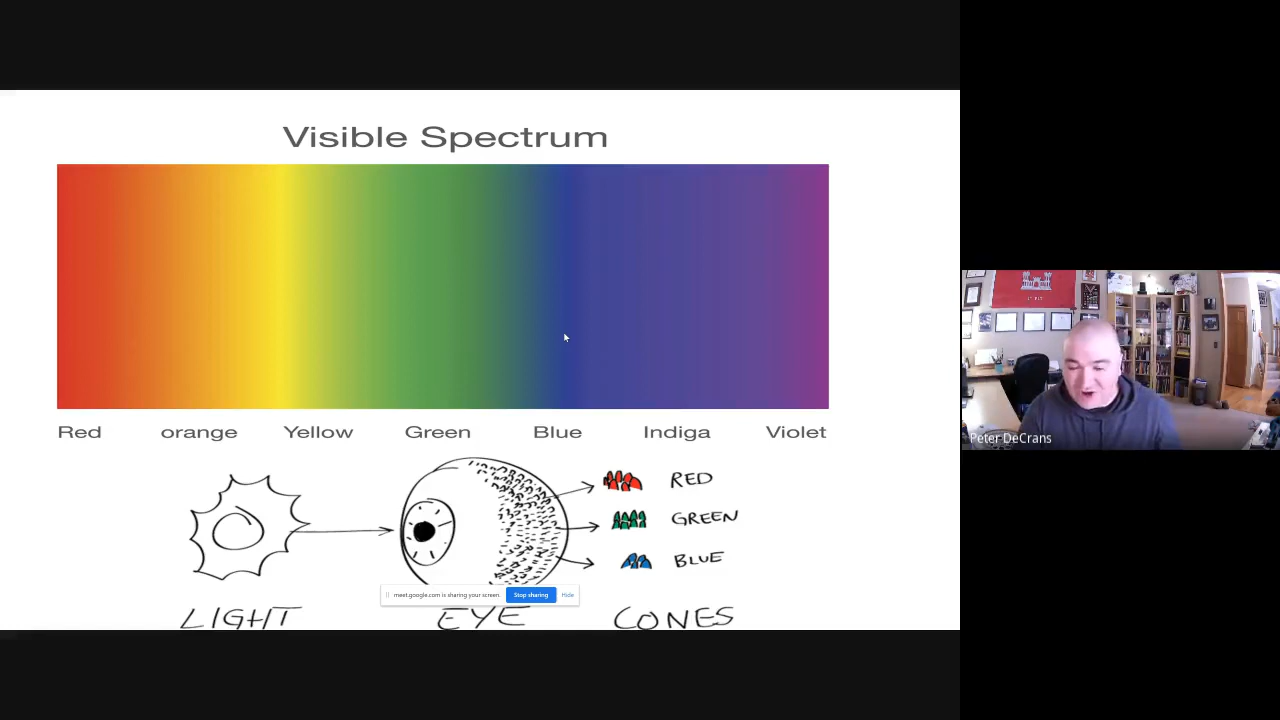 Visible Spectrum
Red orange Yellow Green Blue Indiga Violet
RED
GREEN
BLUE
meet.google.com is sharing your screen. Stop sharing Hide
LIGHT EYE CONES
Peter DeCrans